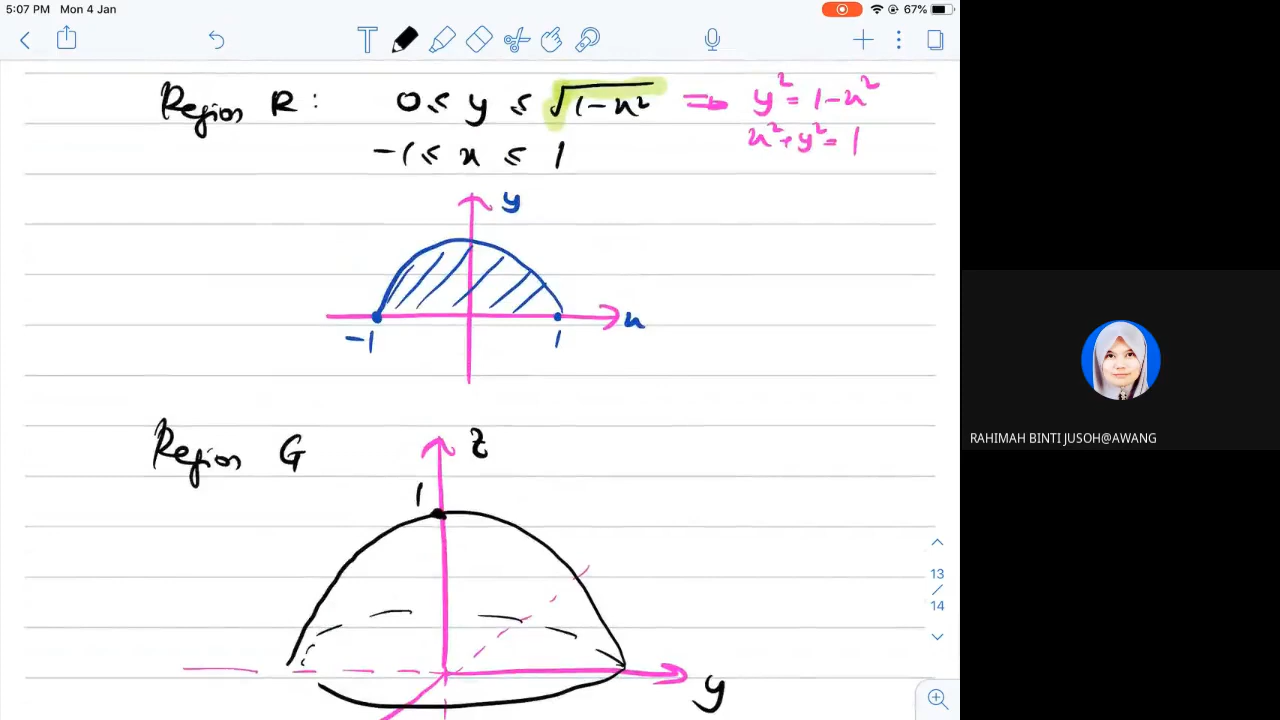 5:07 PM Mon 4 Jan
67%
T
Region R : 0 ≤ y ≤ √1-x² ⇒ y² = 1-x²
-1 ≤ x ≤ 1
x²+y² = 1
y
x
-1
1
Region G
z
1
y
13
/
14
RAHIMAH BINTI JUSOH@AWANG